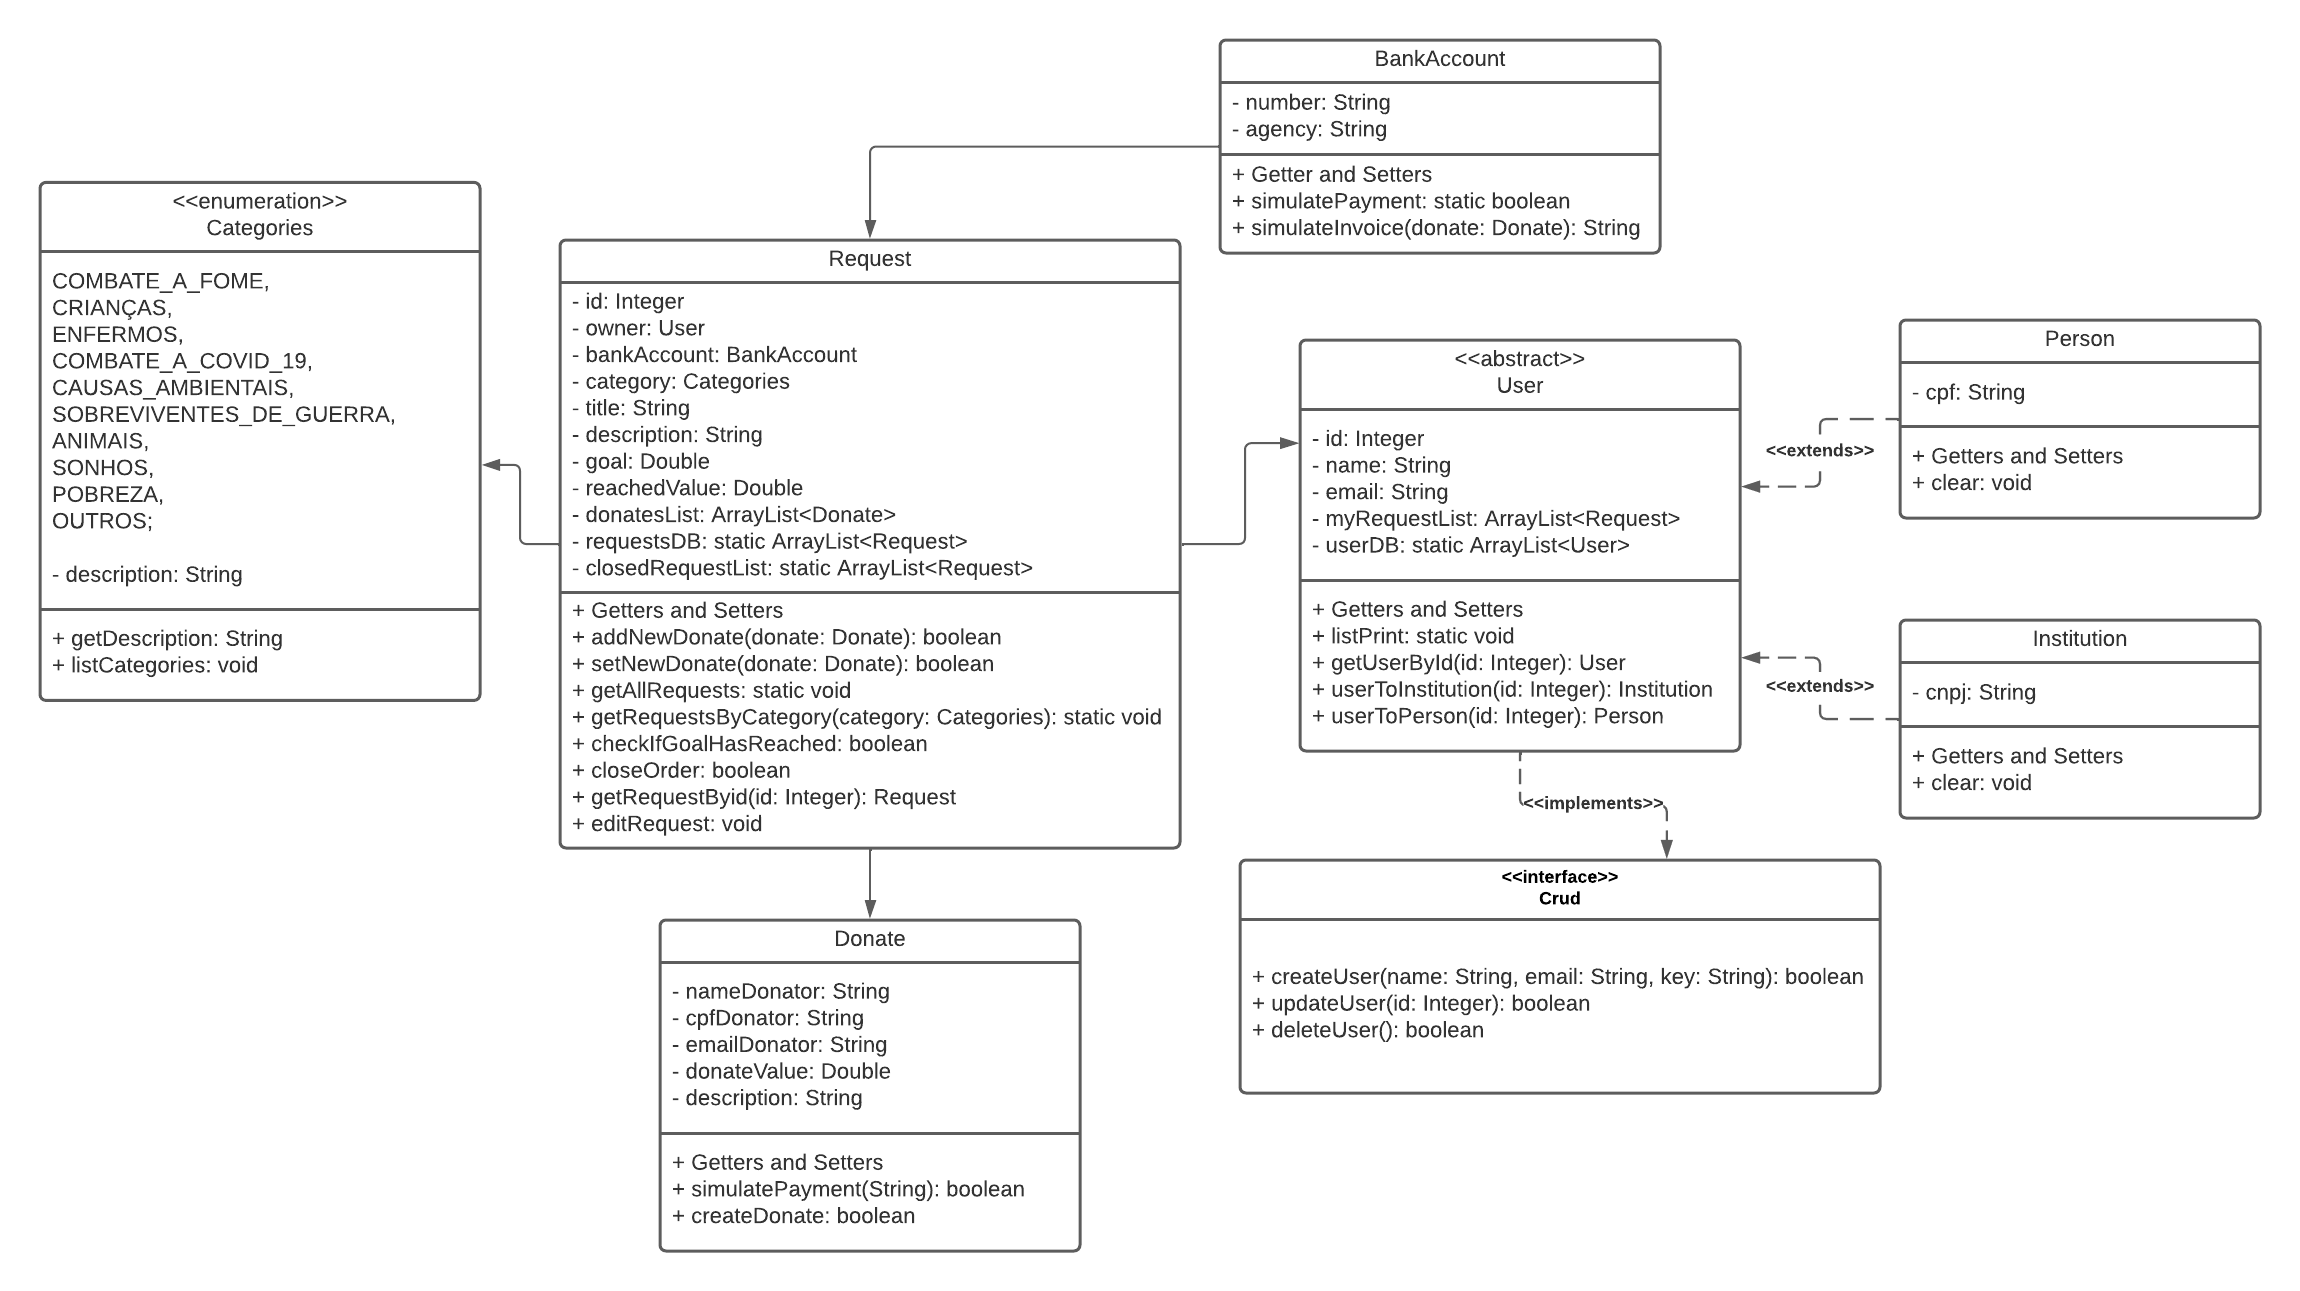 BankAccount
- number: String
- agency: String
+ Getter and Setters
+ simulatePayment: static boolean
+ simulateInvoice(donate: Donate): String
<<enumeration>>
Categories
COMBATE_A_FOME,
CRIANÇAS,
ENFERMOS,
COMBATE_A_COVID_19,
CAUSAS_AMBIENTAIS,
SOBREVIVENTES_DE_GUERRA,
ANIMAIS,
SONHOS,
POBREZA,
OUTROS;
- description: String
+ getDescription: String
+ listCategories: void
Request
- id: Integer
- owner: User
- bankAccount: BankAccount
- category: Categories
- title: String
- description: String
- goal: Double
- reachedValue: Double
- donatesList: ArrayList<Donate>
- requestsDB: static ArrayList<Request>
- closedRequestList: static ArrayList<Request>
+ Getters and Setters
+ addNewDonate(donate: Donate): boolean
+ setNewDonate(donate: Donate): boolean
+ getAllRequests: static void
+ getRequestsByCategory(category: Categories): static void
+ checkIfGoalHasReached: boolean
+ closeOrder: boolean
+ getRequestByid(id: Integer): Request
+ editRequest: void
<<abstract>>
User
- id: Integer
- name: String
- email: String
- myRequestList: ArrayList<Request>
- userDB: static ArrayList<User>
+ Getters and Setters
+ listPrint: static void
+ getUserById(id: Integer): User
+ userToInstitution(id: Integer): Institution
+ userToPerson(id: Integer): Person
<<extends>>
Person
- cpf: String
+ Getters and Setters
+ clear: void
<<extends>>
Institution
- cnpj: String
+ Getters and Setters
+ clear: void
<<implements>>
<<interface>>
Crud
+ createUser(name: String, email: String, key: String): boolean
+ updateUser(id: Integer): boolean
+ deleteUser(): boolean
Donate
- nameDonator: String
- cpfDonator: String
- emailDonator: String
- donateValue: Double
- description: String
+ Getters and Setters
+ simulatePayment(String): boolean
+ createDonate: boolean